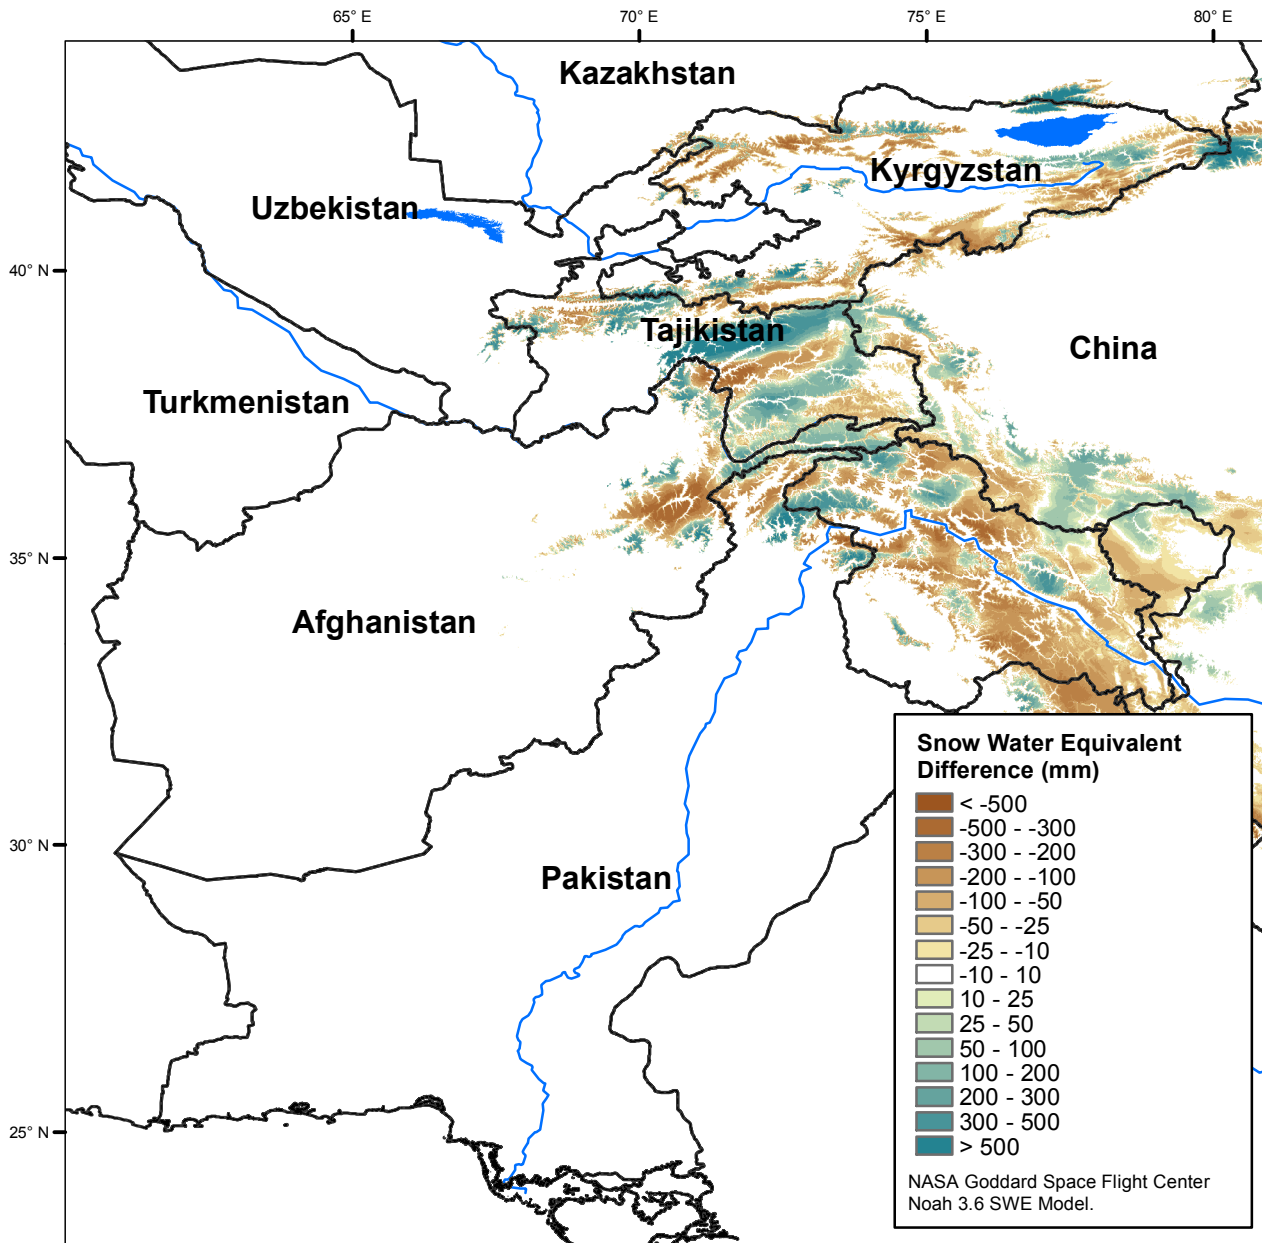 65° E
70° E
75° E
80° E
Kazakhstan
Kyrgyzstan
Uzbekistan
40° N
Tajikistan
China
Turkmenistan
35° N
Afghanistan
30° N
Pakistan
25° N
Snow Water Equivalent
Difference (mm)
< -500
-500 - -300
-300 - -200
-200 - -100
-100 - -50
-50 - -25
-25 - -10
-10 - 10
10 - 25
25 - 50
50 - 100
100 - 200
200 - 300
300 - 500
> 500
NASA Goddard Space Flight Center
Noah 3.6 SWE Model.